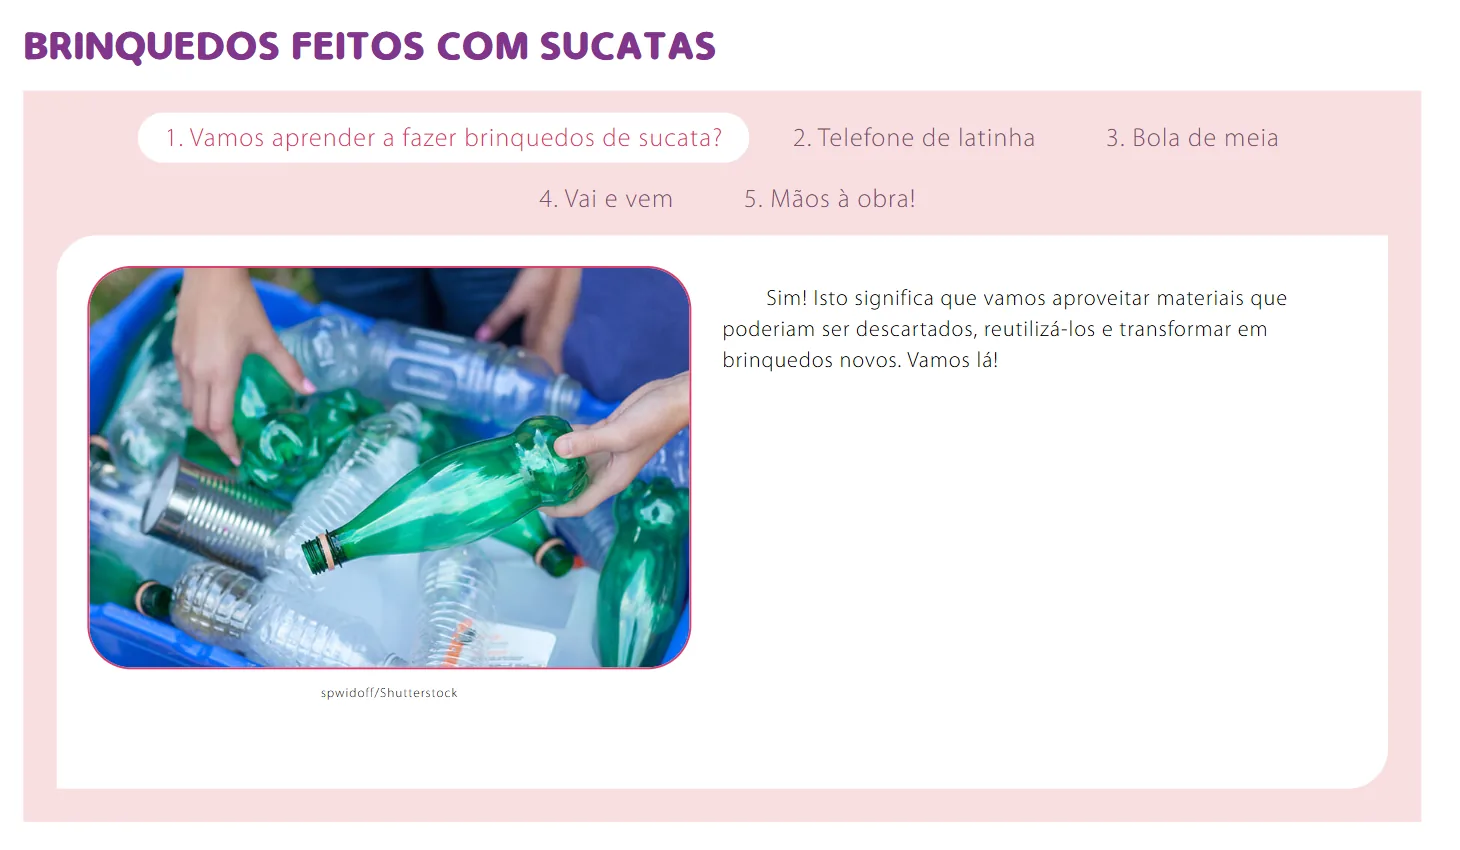 BRINQUEDOS FEITOS COM SUCATAS
1. Vamos aprender a fazer brinquedos de sucata?
2. Telefone de latinha
3. Bola de meia
4. Vai e vem
5. Mãos à obra!
Sim! Isto significa que vamos aproveitar materiais que
poderiam ser descartados, reutilizá-los e transformar em
brinquedos novos. Vamos lá!
spwidoff/Shutterstock